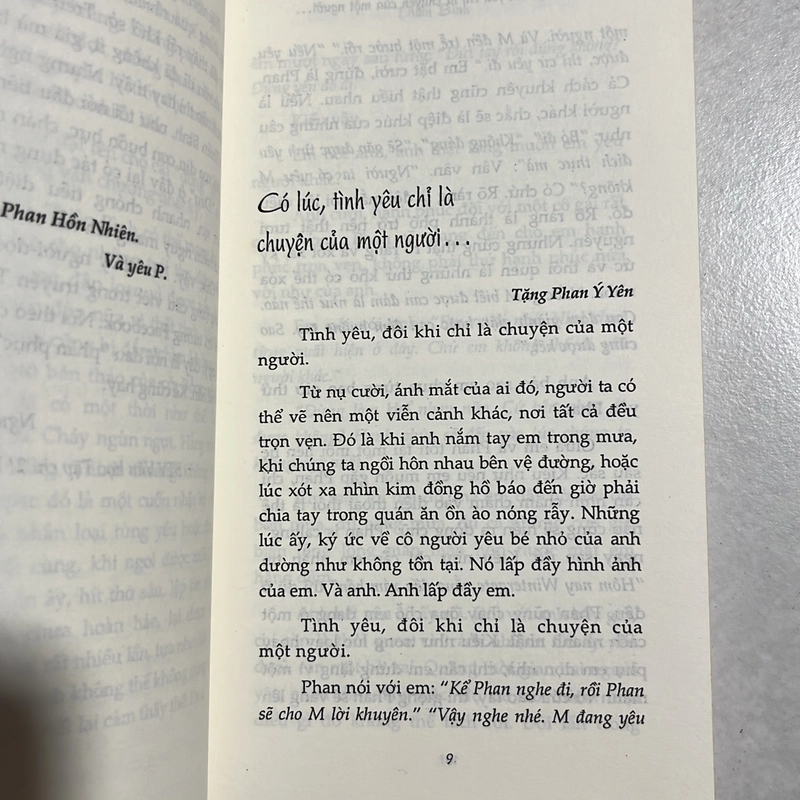 Phan Hồn Nhiên.
Và yêu P.
Có lúc, tình yêu chỉ là
chuyện của một người...
Tặng Phan Ý Yên
Tình yêu, đôi khi chỉ là chuyện của một
người.
Từ nụ cười, ánh mắt của ai đó, người ta có
thể vẽ nên một viễn cảnh khác, nơi tất cả đều
trọn vẹn. Đó là khi anh nắm tay em trong mưa,
khi chúng ta ngồi hôn nhau bên vệ đường, hoặc
lúc xót xa nhìn kim đồng hồ báo đến giờ phải
chia tay trong quán ăn ồn ào nóng rẫy. Những
lúc ấy, ký ức về cô người yêu bé nhỏ của anh
dường như không tồn tại. Nó lấp đầy hình ảnh
của em. Và anh. Anh lấp đầy em.
Tình yêu, đôi khi chỉ là chuyện của
một người.
Phan nói với em: “Kể Phan nghe đi, rồi Phan
sẽ cho M lời khuyên.” “Vậy nghe nhé. M đang yêu
9